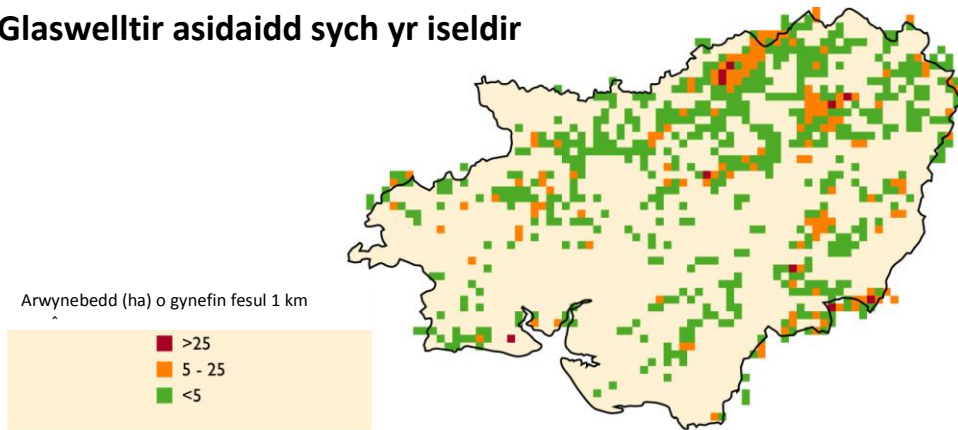 Glaswelltir asidaidd sych yr iseldir
Arwynebedd (ha) o gynefin fesul 1 km
>25
5 - 25
<5